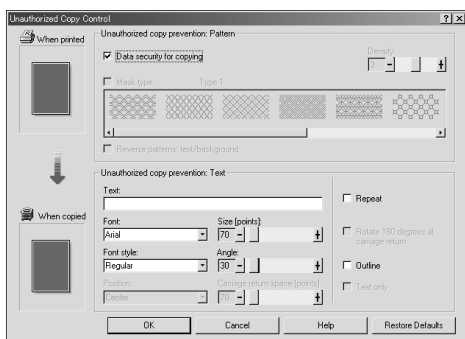 Unauthorized Copy Control
When printed
Unauthorized copy prevention: Pattern
Data security for copying
Density:
3
Mask type: Type 1
Reverse patterns: text/background
Unauthorized copy prevention: Text
Text:
When copied
Font:
Size [points]:
Arial
70
Font style:
Angle:
Regular
30
Position:
Carriage return space [points]:
Center
70
Repeat
Rotate 180 degrees at
carriage return
Outline
Text only
OK
Cancel
Help
Restore Defaults